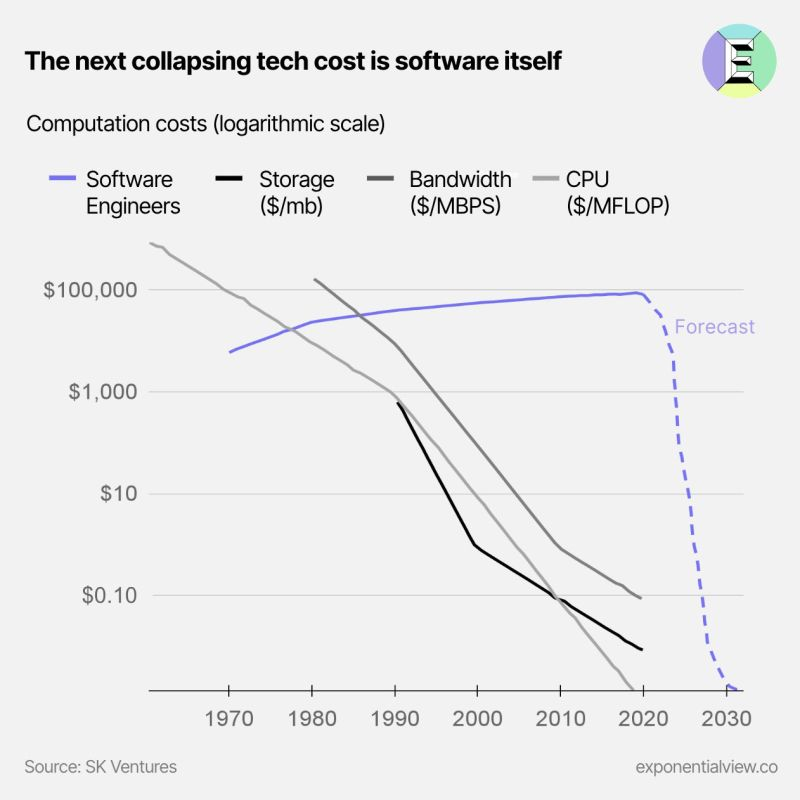 The next collapsing tech cost is software itself
E
Computation costs (logarithmic scale)
Software Engineers
Storage ($/mb)
Bandwidth ($/MBPS)
CPU ($/MFLOP)
$100,000
Forecast
$1,000
$10
$0.10
1970 1980 1990 2000 2010 2020 2030
Source: SK Ventures
exponentialview.co